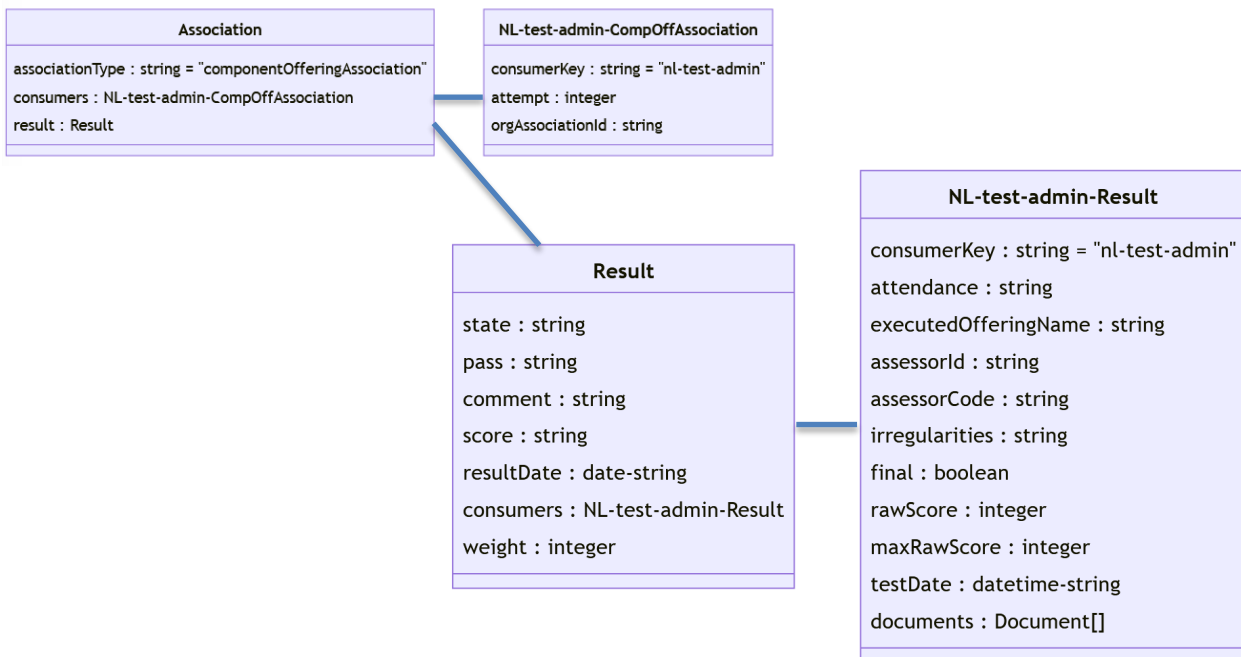 Association
associationType : string = "componentOfferingAssociation"
consumers : NL-test-admin-CompOffAssociation
result : Result
NL-test-admin-CompOffAssociation
consumerKey : string = "nl-test-admin"
attempt : integer
orgAssociationId : string
Result
state : string
pass : string
comment : string
score : string
resultDate : date-string
consumers : NL-test-admin-Result
weight : integer
NL-test-admin-Result
consumerKey : string = "nl-test-admin"
attendance : string
executedOfferingName : string
assessorId : string
assessorCode : string
irregularities : string
final : boolean
rawScore : integer
maxRawScore : integer
testDate : datetime-string
documents : Document[]